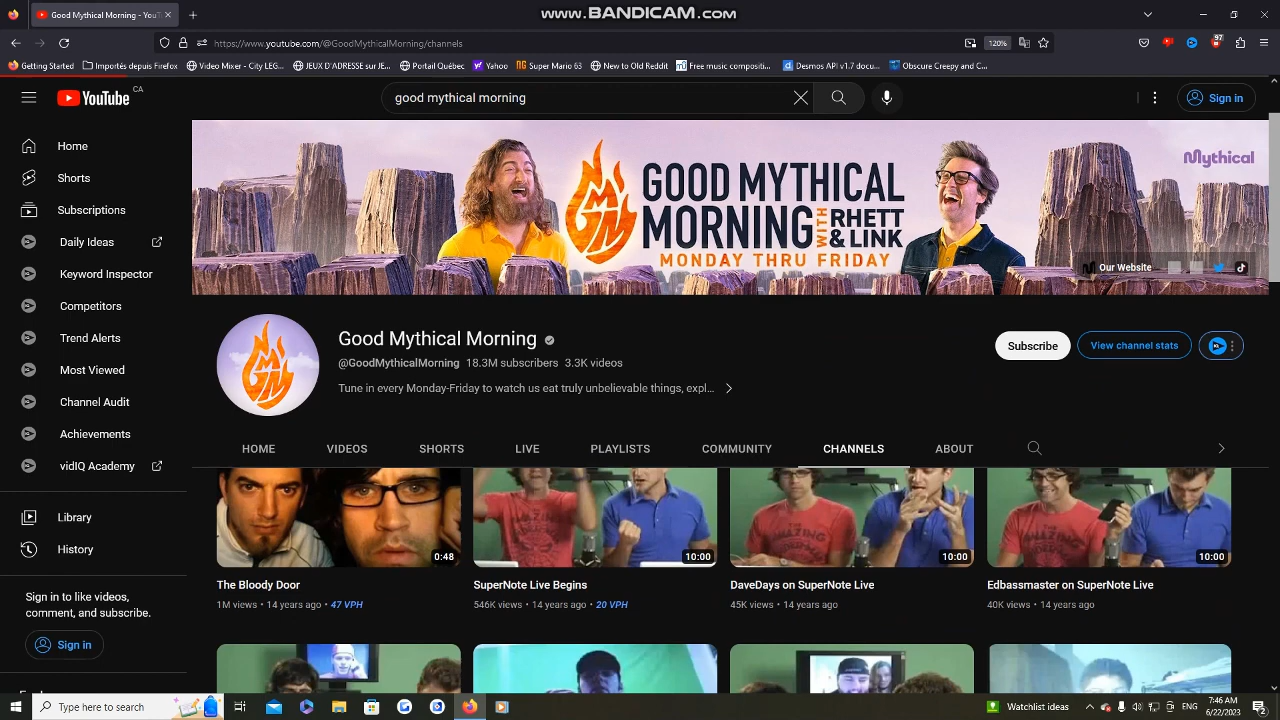 www.BANDICAM.com
Good Mythical Morning - YouT
https://www.youtube.com/@GoodMythicalMorning/channels
120%
97
Getting Started
Importés depuis Firefox
Video Mixer - City LEG...
JEUX D'ADRESSE sur JE...
Portail Québec
Yahoo
Super Mario 63
New to Old Reddit
Free music compositi...
Desmos API v1.7 docu...
Obscure Creepy and C...
YouTube CA
good mythical morning
Sign in
Home
Shorts
Subscriptions
Daily Ideas
Keyword Inspector
Competitors
Trend Alerts
Most Viewed
Channel Audit
Achievements
vidIQ Academy
Library
History
Sign in to like videos,
comment, and subscribe.
Sign in
Mythical
GOOD MYTHICAL
MORNING WITH RHETT
& LINK
MONDAY THRU FRIDAY
Our Website
MGM
Good Mythical Morning
@GoodMythicalMorning 18.3M subscribers 3.3K videos
Tune in every Monday-Friday to watch us eat truly unbelievable things, expl...
Subscribe
View channel stats
HOME VIDEOS SHORTS LIVE PLAYLISTS COMMUNITY CHANNELS ABOUT
0:48
10:00
10:00
10:00
The Bloody Door
1M views • 14 years ago • 47 VPH
SuperNote Live Begins
546K views • 14 years ago • 20 VPH
DaveDays on SuperNote Live
45K views • 14 years ago
Edbassmaster on SuperNote Live
40K views • 14 years ago
Type here to search
Watchlist ideas
7:46 AM
6/22/2023
2